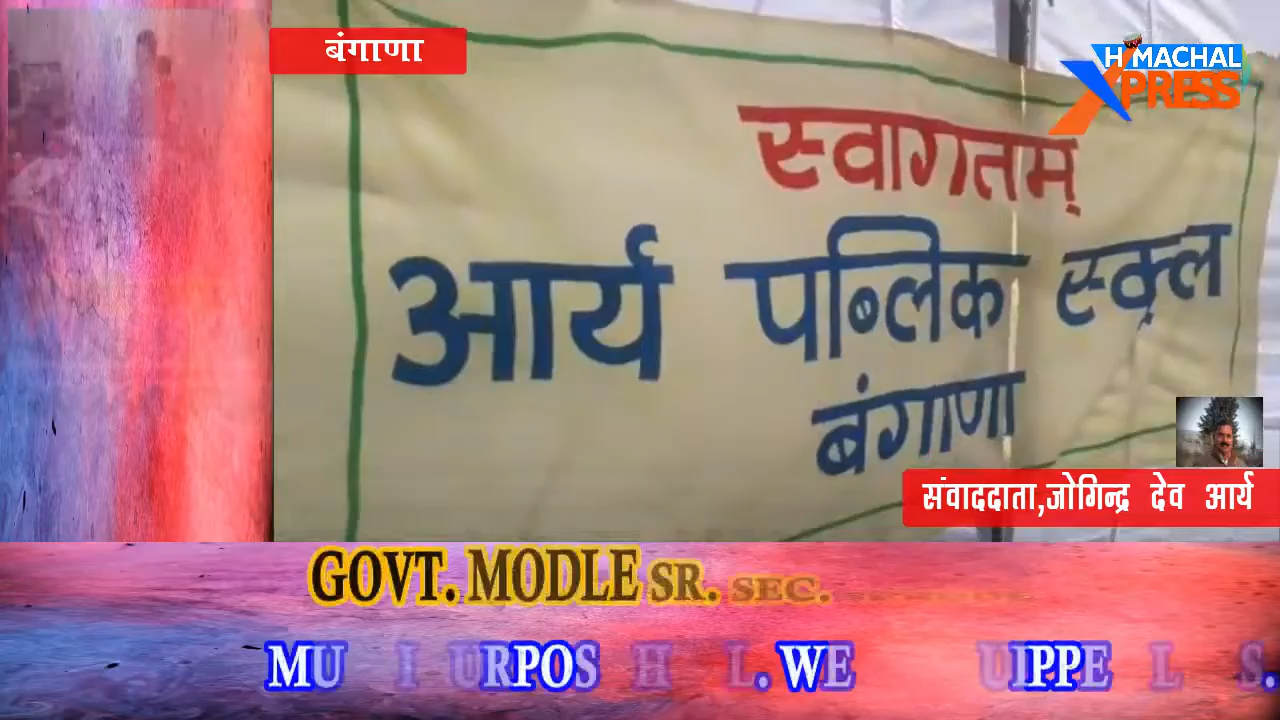 बंगाणा
HIMACHAL
XPRESS
स्वागतम्
आर्य पब्लिक स्कूल
बंगाणा
संवाददाता,जोगिन्द्र देव आर्य
GOVT. MODLE SR. SEC.